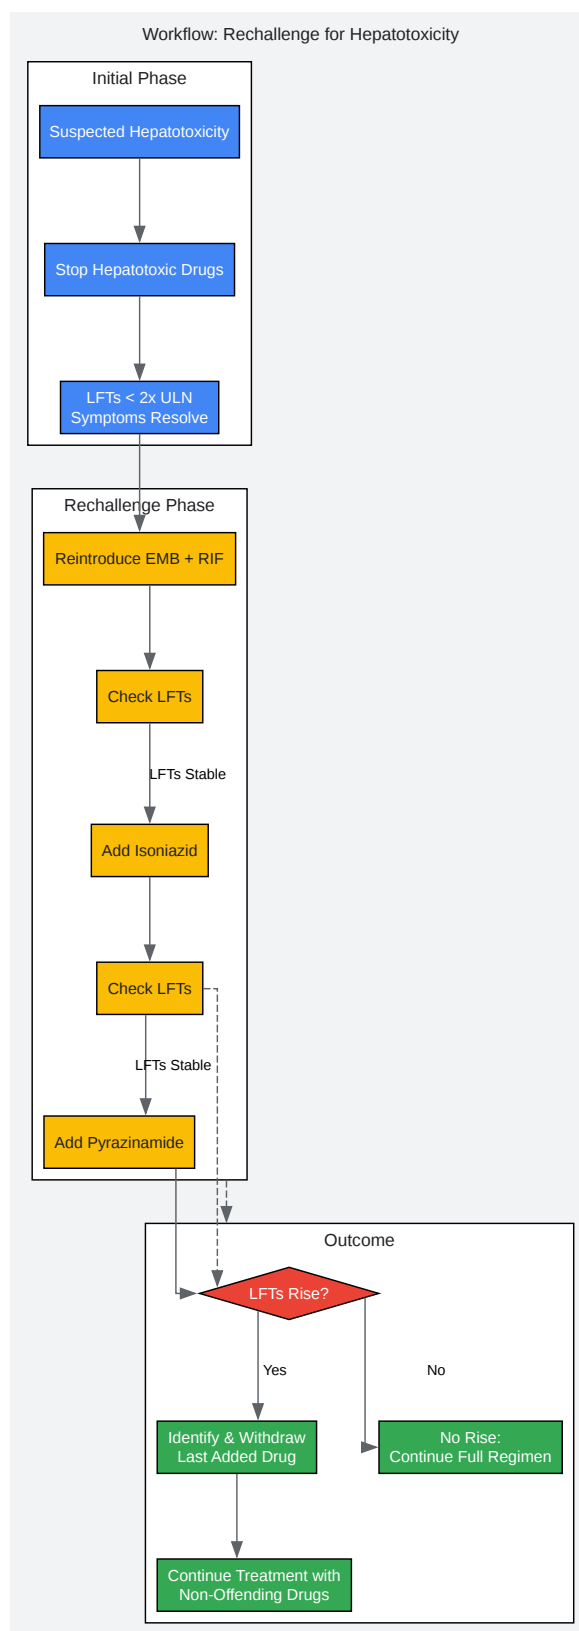 Workflow: Rechallenge for Hepatotoxicity
Initial Phase
Suspected Hepatotoxicity
Stop Hepatotoxic Drugs
LFTs < 2x ULN
Symptoms Resolve
Rechallenge Phase
Reintroduce EMB + RIF
Check LFTs
LFTs Stable
Add Isoniazid
Check LFTs
LFTs Stable
Add Pyrazinamide
Outcome
LFTs Rise?
Yes
No
Identify & Withdraw
Last Added Drug
No Rise:
Continue Full Regimen
Continue Treatment with
Non-Offending Drugs